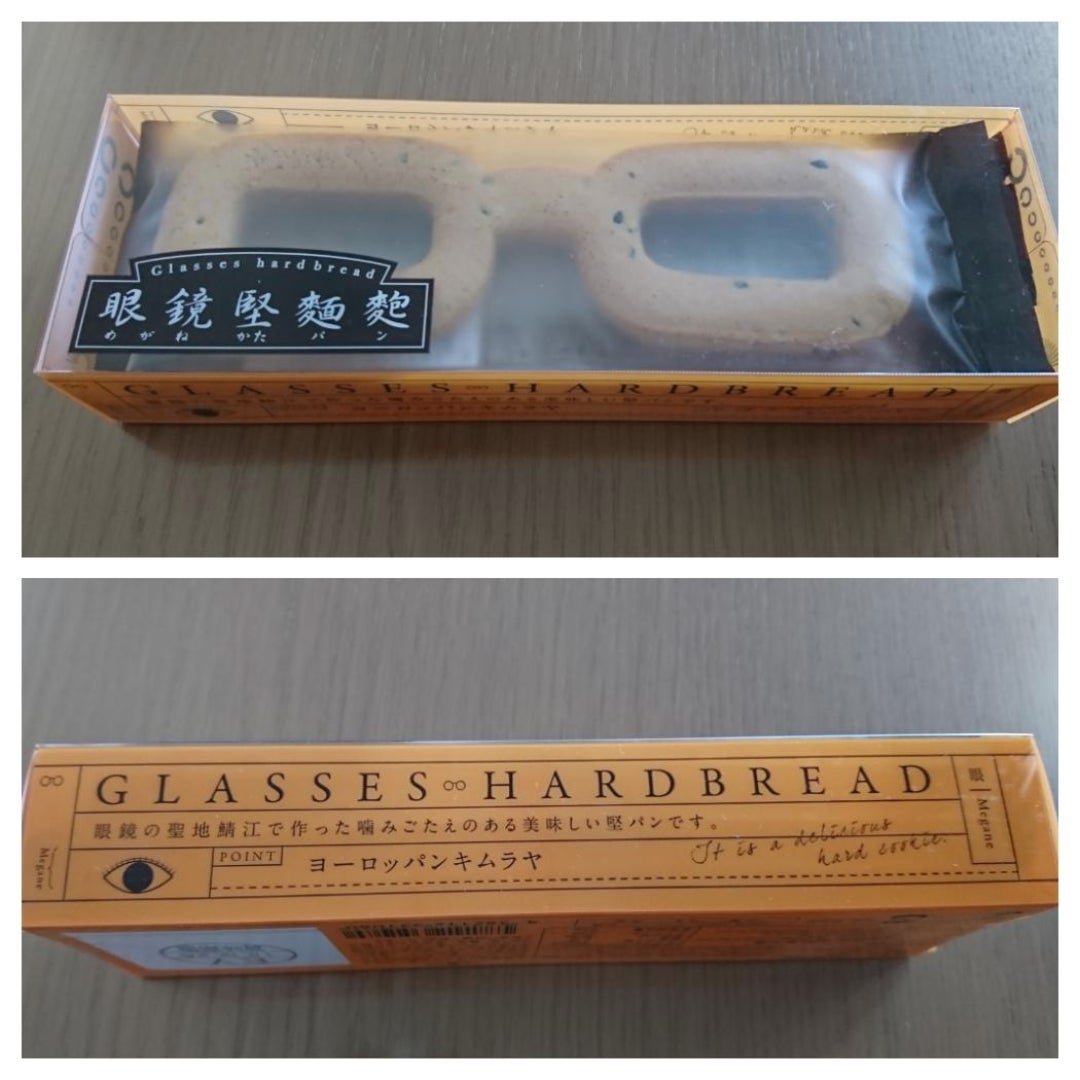 Glasses hardbread
眼鏡堅麵麭
めがね かた パン
GLASSES HARDBREAD
GLASSES HARDBREAD
眼鏡の聖地鯖江で作った噛みごたえのある美味しい堅パンです。
POINT
ヨーロッパンキムラヤ
It is a delicious
hard cookie.
眼
Megane
Megane